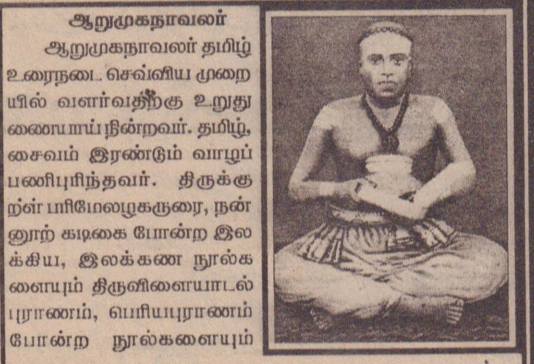 ஆறுமுகநாவலர்
ஆறுமுகநாவலர் தமிழ்
உரைநடை செவ்விய முறை
யில் வளர்வதற்கு உறுது
ணையாய் நின்றவர். தமிழ்,
சைவம் இரண்டும் வாழப்
பணிபுரிந்தவர். திருக்கு
றள் பரிமேலழகருரை, நன்
னூற் கடிகை போன்ற இல
க்கிய, இலக்கண நூல்க
ளையும் திருவிளையாடல்
புராணம், பெரியபுராணம்
போன்ற நூல்களையும்